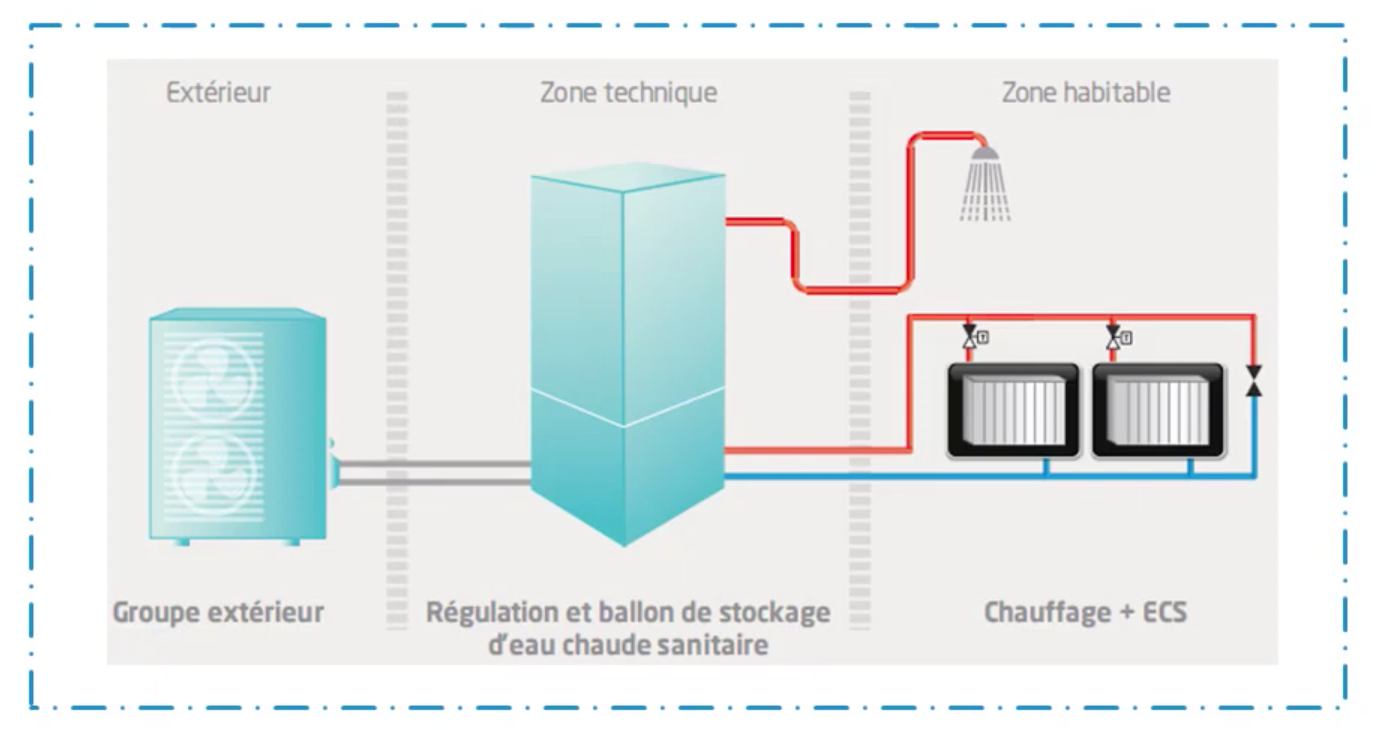 Extérieur
Zone technique
Zone habitable
Groupe extérieur
Régulation et ballon de stockage
d'eau chaude sanitaire
Chauffage + ECS